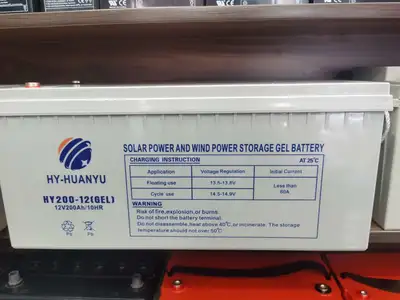 HY-HUANYU
HY200-12(GEL)
12V200Ah/10HR
Pb Pb
SOLAR POWER AND WIND POWER STORAGE GEL BATTERY
CHARGING INSTRUCTION AT 25℃
Application Voltage Regulation Initial Current
Floating use 13.5-13.8V Less than
Cycle use 14.5-14.9V 60A
WARNING
Risk of fire,explosion,or burns
Do not short the battery terminal.
Do not disassemble,heat above 40℃,or incinerate. The storage
temperature should not over 50℃